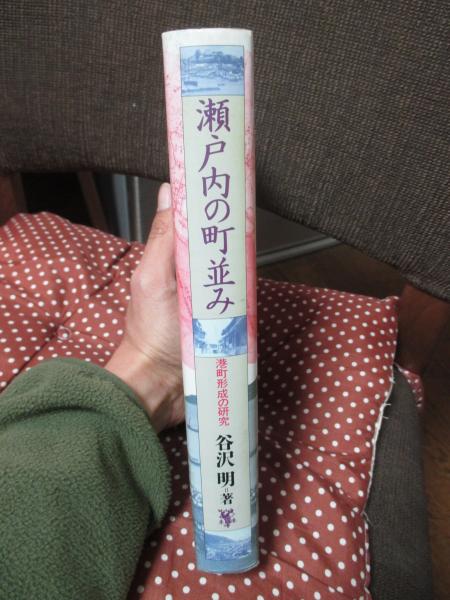 瀬戸内の町並み
港町形成の研究
谷沢 明=著